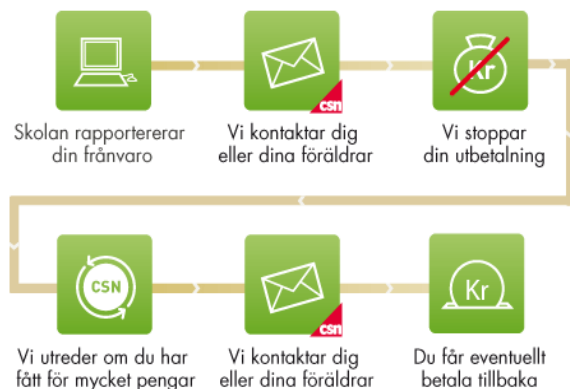 csn
Kr
Skolan rapportererar
din frånvaro
Vi kontaktar dig
eller dina föräldrar
Vi stoppar
din utbetalning
CSN
csn
Kr
Vi utreder om du har
fått för mycket pengar
Vi kontaktar dig
eller dina föräldrar
Du får eventuellt
betala tillbaka